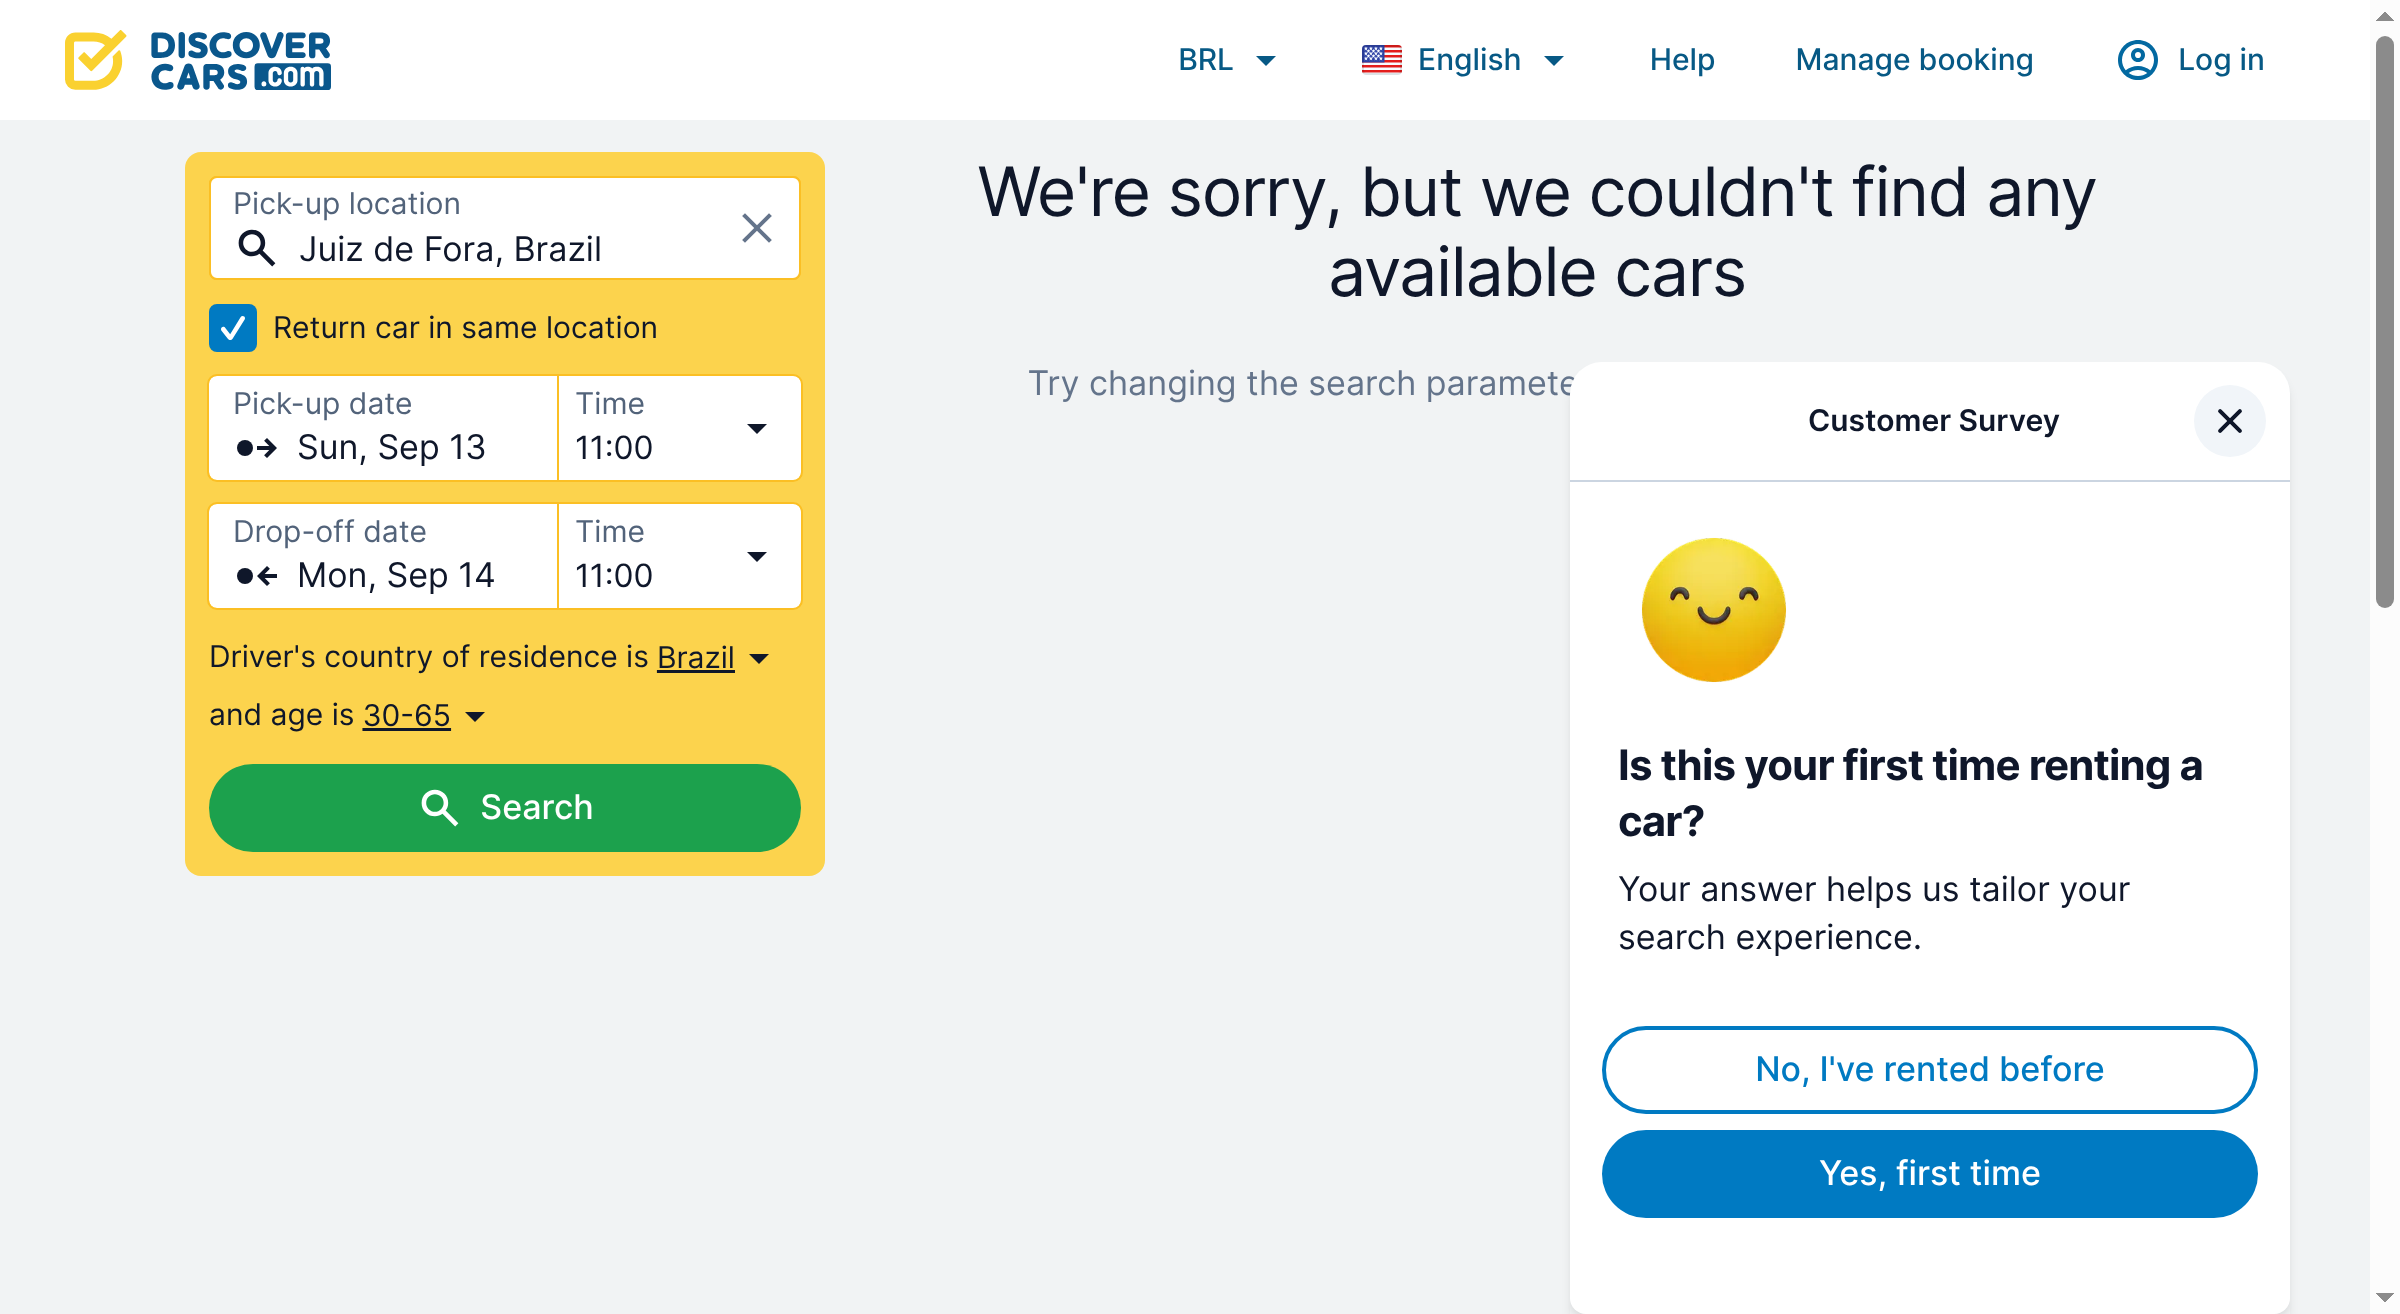 DISCOVER
CARS.com
BRL
English
Help
Manage booking
Log in
Pick-up location
Juiz de Fora, Brazil
Return car in same location
Pick-up date
Sun, Sep 13
Time
11:00
Drop-off date
Mon, Sep 14
Time
11:00
Driver's country of residence is Brazil
and age is 30-65
Search
We're sorry, but we couldn't find any
available cars
Try changing the search
Customer Survey
Is this your first time renting a
car?
Your answer helps us tailor your
search experience.
No, I've rented before
Yes, first time